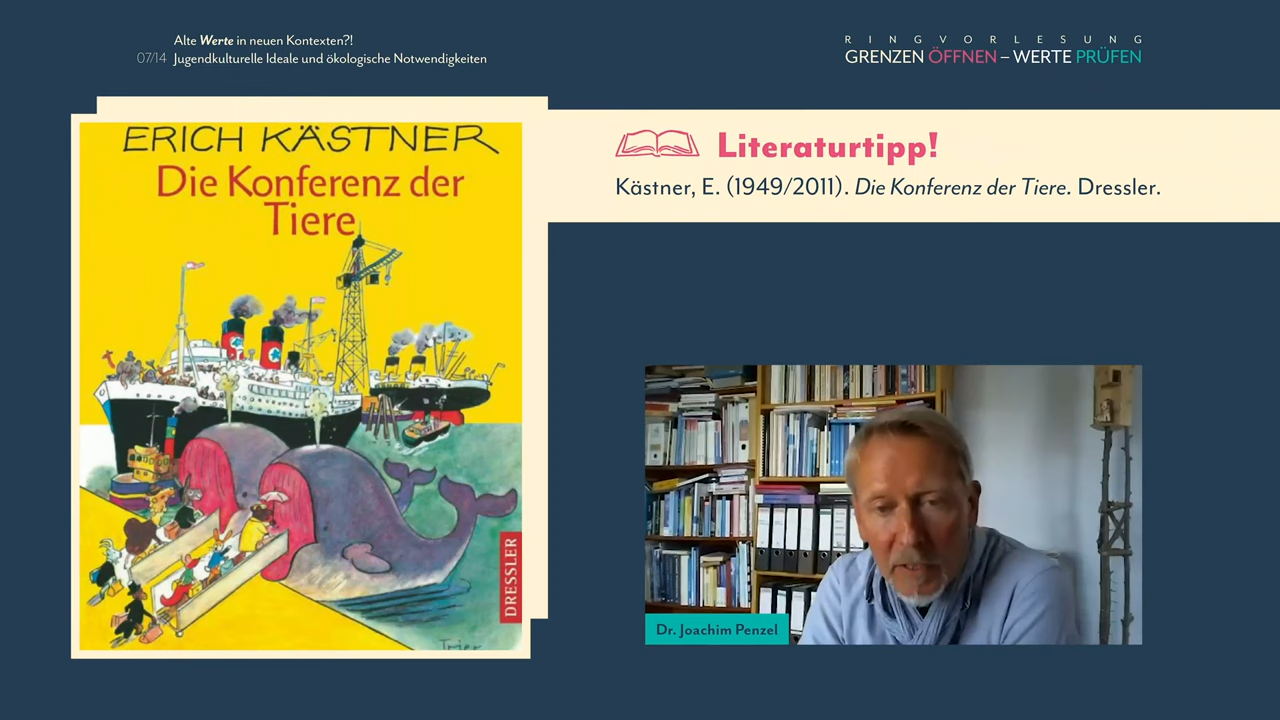 Alte Werte in neuen Kontexten?!
07/14 Jugendkulturelle Ideale und ökologische Notwendigkeiten
RINGVORLESUNG
GRENZEN ÖFFNEN – WERTE PRÜFEN
ERICH KÄSTNER
Die Konferenz der
Tiere
DRESSLER
Trier
Literaturtipp!
Kästner, E. (1949/2011). Die Konferenz der Tiere. Dressler.
Dr. Joachim Penzel